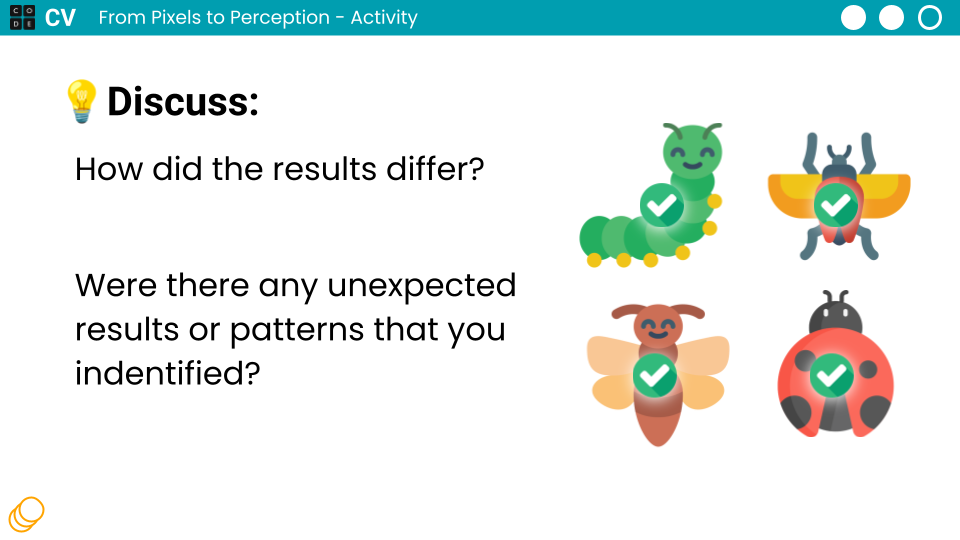 CODE CV From Pixels to Perception - Activity
Discuss:
How did the results differ?
Were there any unexpected
results or patterns that you
indentified?